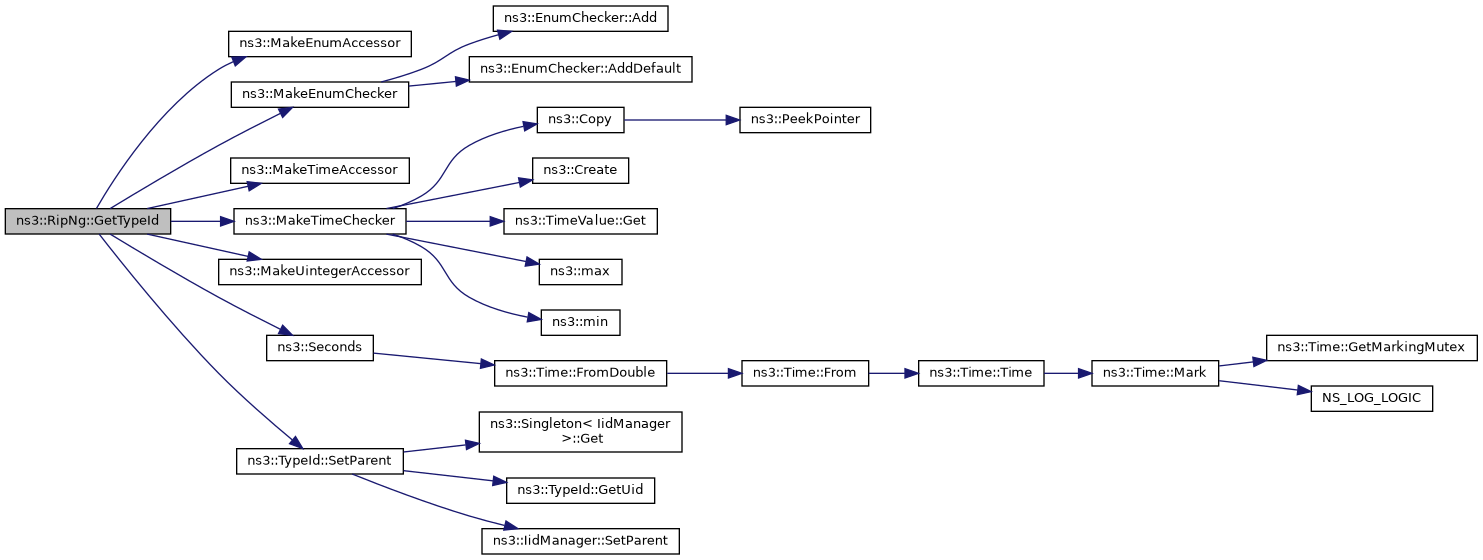 ns3::RipNg::GetTypeId
ns3::MakeEnumAccessor
ns3::MakeEnumChecker
ns3::MakeTimeAccessor
ns3::MakeTimeChecker
ns3::MakeUintegerAccessor
ns3::Seconds
ns3::TypeId::SetParent
ns3::EnumChecker::Add
ns3::EnumChecker::AddDefault
ns3::Copy
ns3::Create
ns3::TimeValue::Get
ns3::max
ns3::min
ns3::Time::FromDouble
ns3::Singleton< IidManager
>::Get
ns3::TypeId::GetUid
ns3::IidManager::SetParent
ns3::PeekPointer
ns3::Time::From
ns3::Time::Time
ns3::Time::Mark
ns3::Time::GetMarkingMutex
NS_LOG_LOGIC